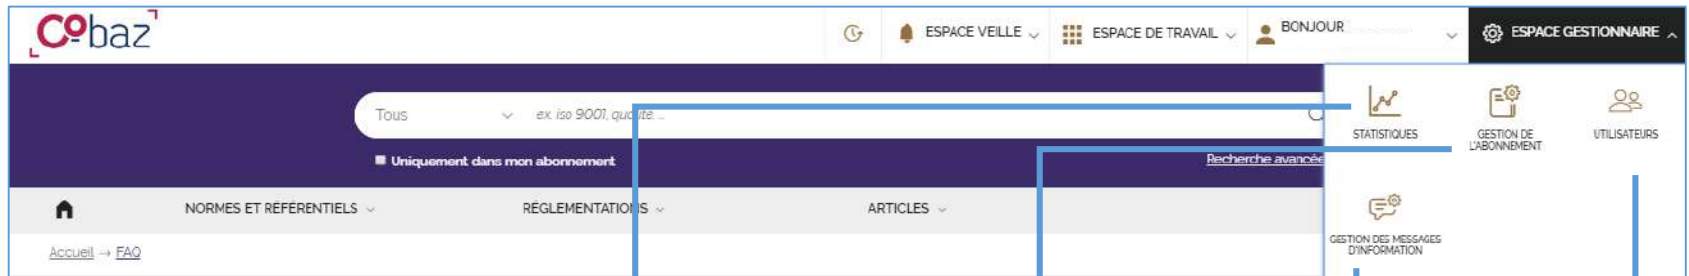 Cobaz
ESPACE VEILLE
ESPACE DE TRAVAIL
BONJOUR
ESPACE GESTIONNAIRE
Tous
ex. iso 9001, qualité. ...
Uniquement dans mon abonnement
Recherche avancée
STATISTIQUES
GESTION DE
L'ABONNEMENT
UTILISATEURS
GESTION DES MESSAGES
D'INFORMATION
NORMES ET RÉFÉRENTIELS
RÉGLEMENTATIONS
ARTICLES
Accueil → FAQ